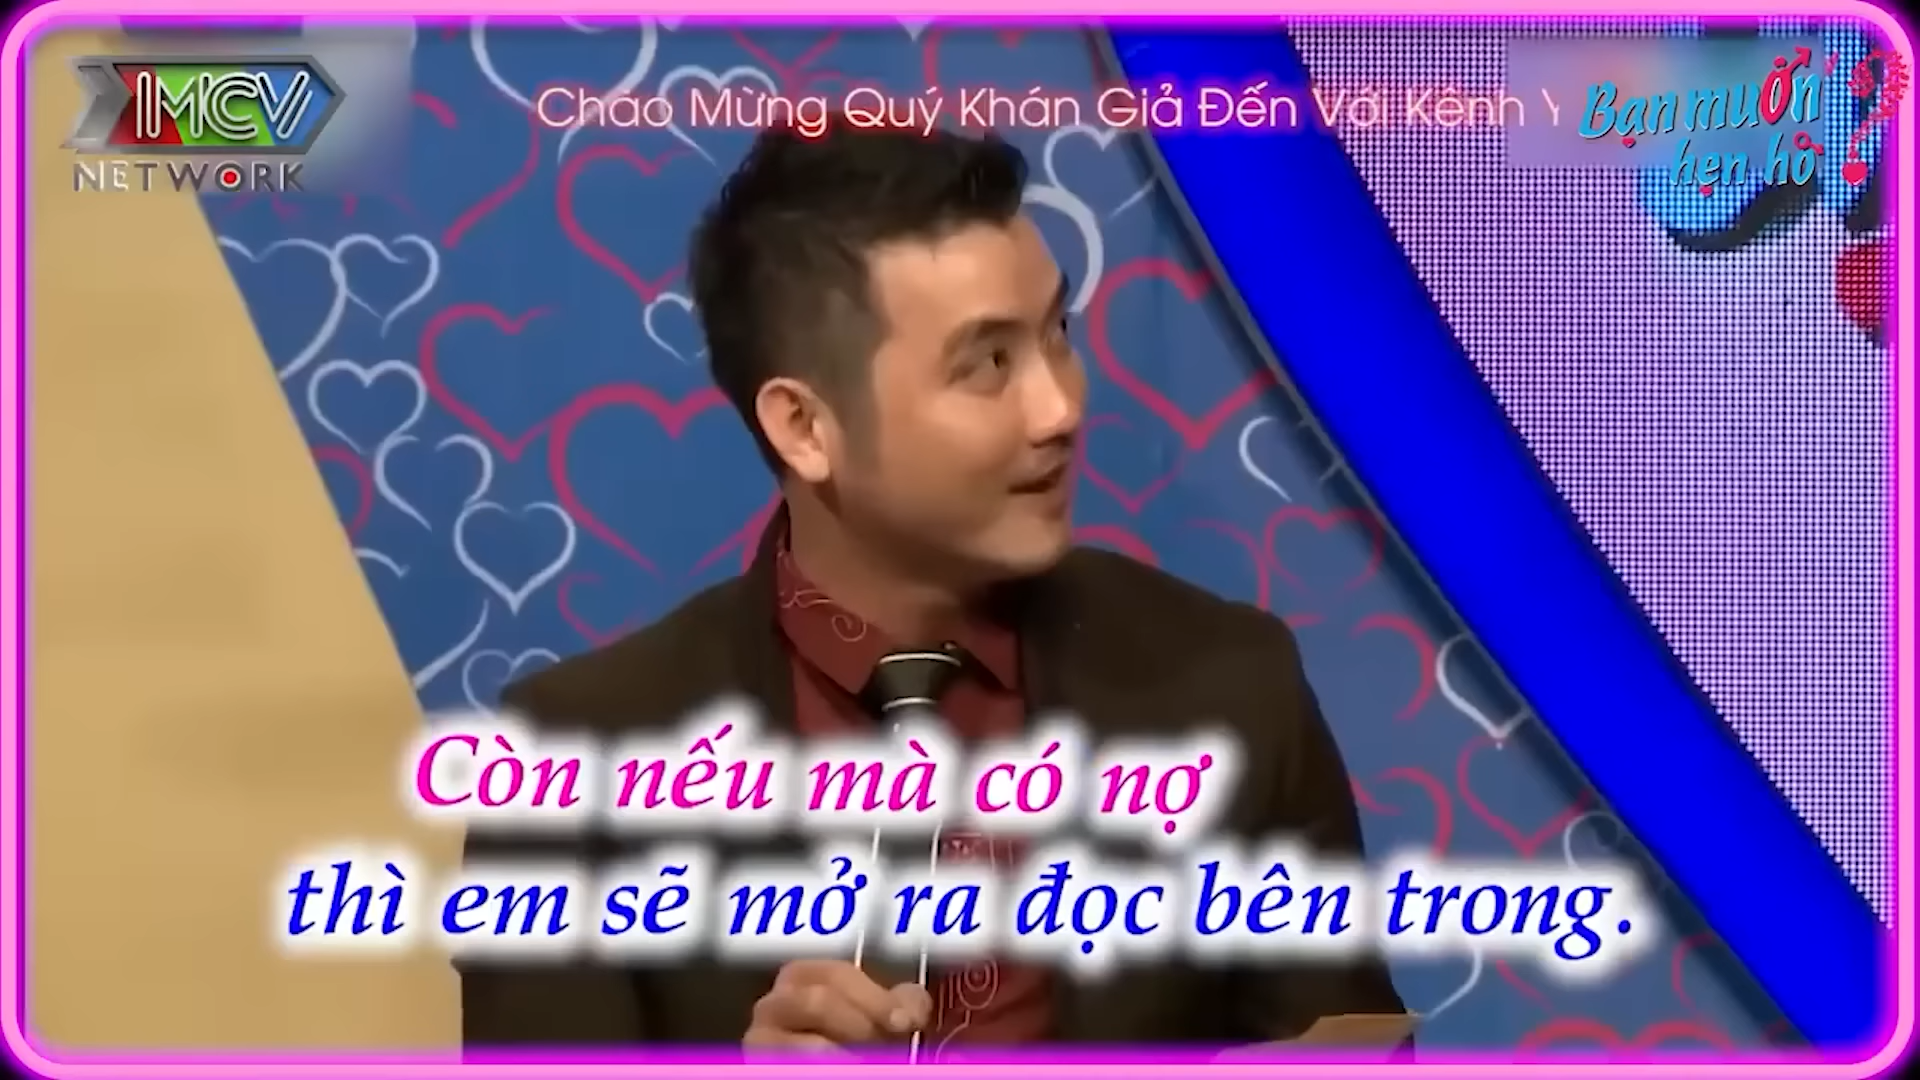 MCV
NETWORK
Chào Mừng Quý Khán Giả Đến Với Kênh Y
Bạn muốn
hẹn hò
Còn nếu mà có nợ
thì em sẽ mở ra đọc bên trong.